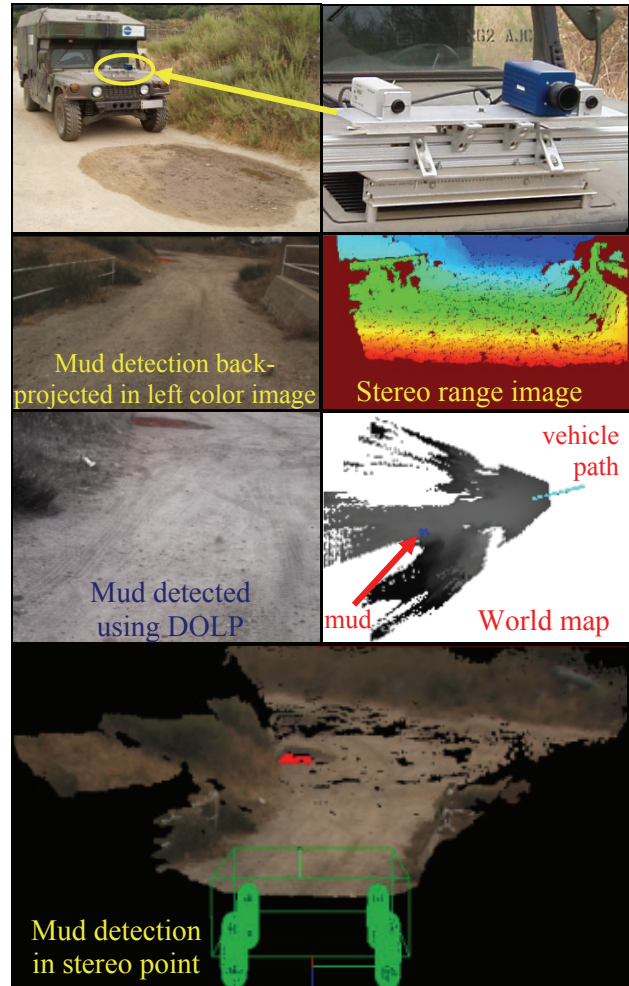 G2 AJC
Mud detection back-
projected in left color image
Stereo range image
Mud detected
using DOLP
vehicle
path
mud
World map
Mud detection
in stereo point